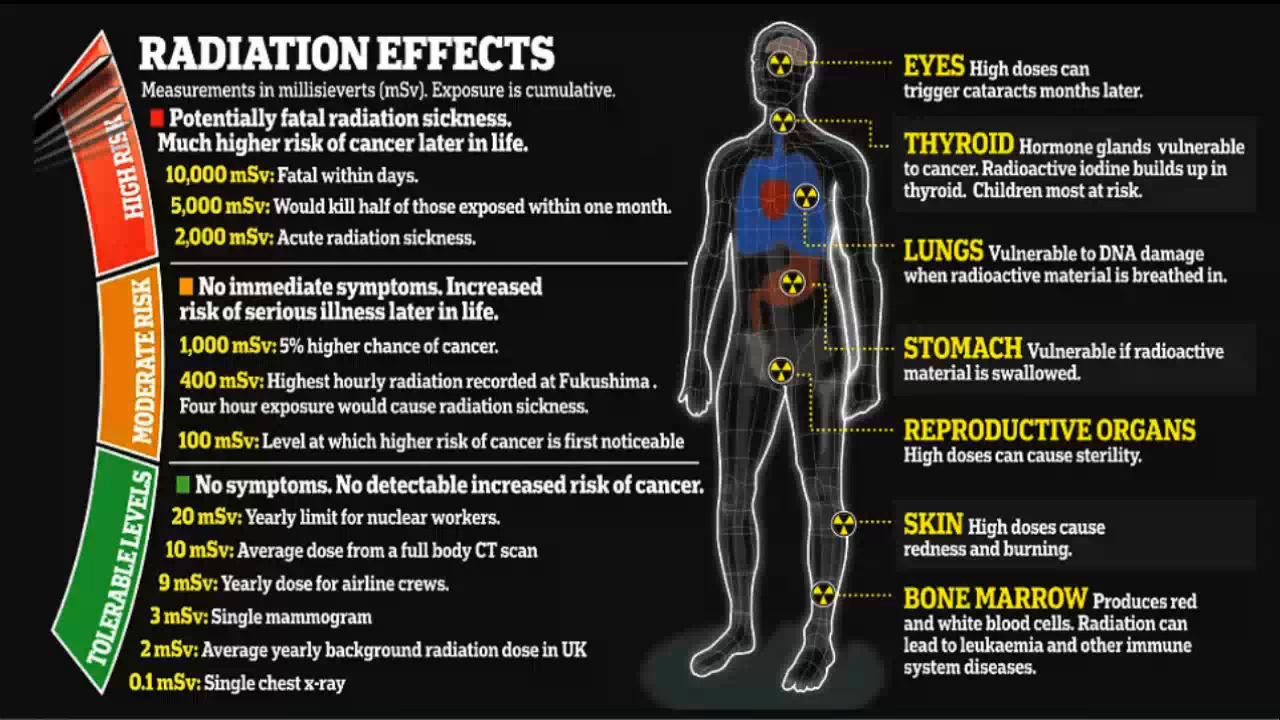 RADIATION EFFECTS
Measurements in millisieverts (mSv). Exposure is cumulative.
HIGH RISK
Potentially fatal radiation sickness.
Much higher risk of cancer later in life.
10,000 mSv: Fatal within days.
5,000 mSv: Would kill half of those exposed within one month.
2,000 mSv: Acute radiation sickness.
MODERATE RISK
No immediate symptoms. Increased
risk of serious illness later in life.
1,000 mSv: 5% higher chance of cancer.
400 mSv: Highest hourly radiation recorded at Fukushima .
Four hour exposure would cause radiation sickness.
100 mSv: Level at which higher risk of cancer is first noticeable
TOLERABLE LEVELS
No symptoms. No detectable increased risk of cancer.
20 mSv: Yearly limit for nuclear workers.
10 mSv: Average dose from a full body CT scan
9 mSv: Yearly dose for airline crews.
3 mSv: Single mammogram
2 mSv: Average yearly background radiation dose in UK
0.1 mSv: Single chest x-ray
EYES High doses can
trigger cataracts months later.
THYROID Hormone glands vulnerable
to cancer. Radioactive iodine builds up in
thyroid. Children most at risk.
LUNGS Vulnerable to DNA damage
when radioactive material is breathed in.
STOMACH Vulnerable if radioactive
material is swallowed.
REPRODUCTIVE ORGANS
High doses can cause sterility.
SKIN High doses cause
redness and burning.
BONE MARROW Produces red
and white blood cells. Radiation can
lead to leukaemia and other immune
system diseases.